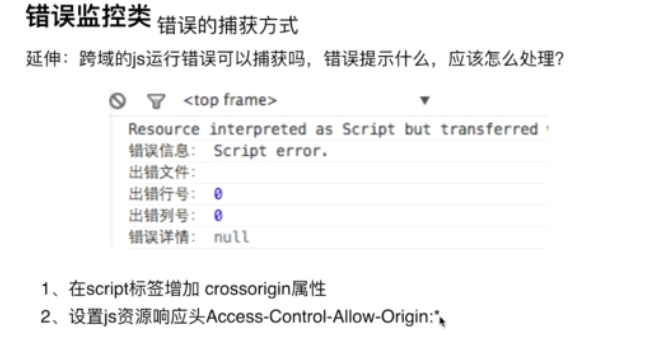 错误监控类 错误的捕获方式
延伸：跨域的js运行错误可以捕获吗，错误提示什么，应该怎么处理？
<top frame> ▼
Resource interpreted as Script but transferred
错误信息： Script error.
出错文件：
出错行号： 0
出错列号： 0
错误详情： null
1、在script标签增加 crossorigin属性
2、设置js资源响应头Access-Control-Allow-Origin:*